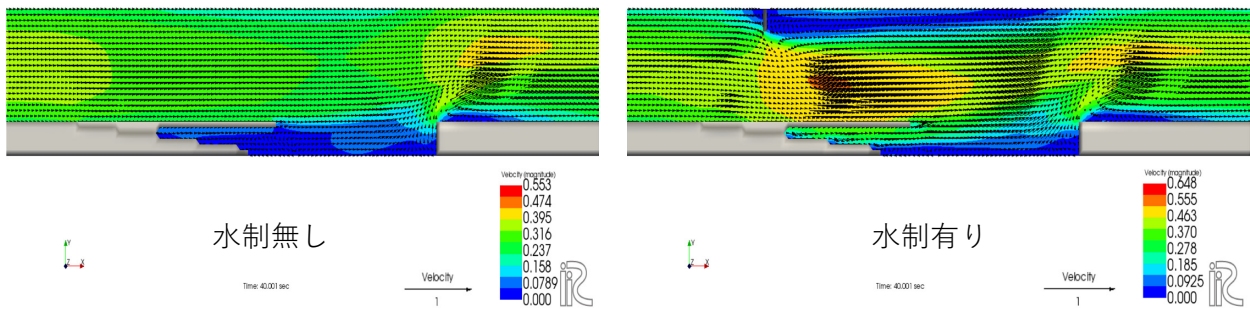 Velocity (magnitude)
0.553
0.474
0.395
0.316
0.237
0.158
0.0789
0.000
水制無し
Y
Z X
Time: 40.001 sec
Velocity
1
iRIC
Velocity (magnitude)
0.648
0.555
0.463
0.370
0.278
0.185
0.0925
0.000
水制有り
Y
Z X
Time: 40.001 sec
Velocity
1
iRIC